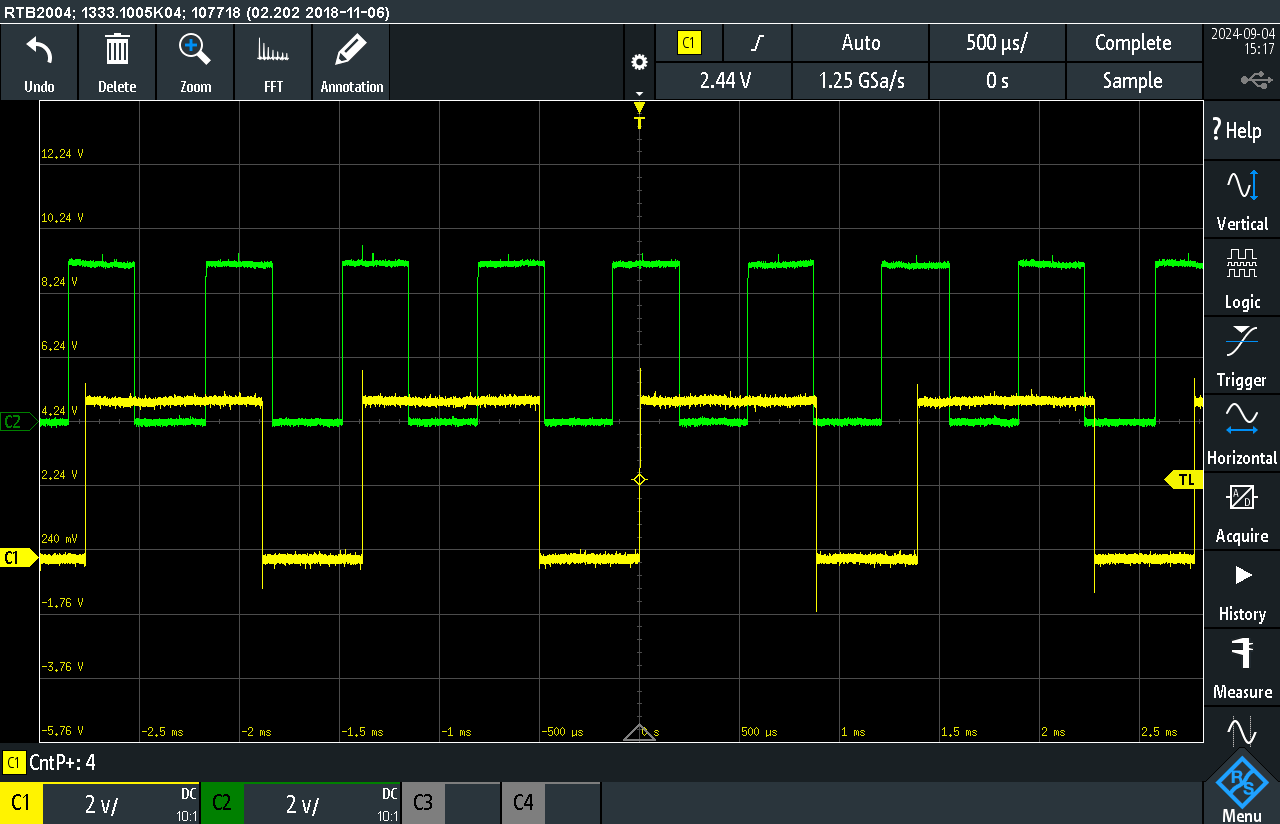 RTB2004; 1333.1005K04; 107718 (02.202 2018-11-06)
Undo Delete Zoom FFT Annotation
C1 Auto 500 µs/ Complete
2.44 V 1.25 GSa/s 0 s Sample
2024-09-04
15:17
T
12.24 V
10.24 V
8.24 V
6.24 V
4.24 V
2.24 V
240 mV
-1.76 V
-3.76 V
-5.76 V
C2
C1
TL
-2.5 ms -2 ms -1.5 ms -1 ms -500 µs 0 s 500 µs 1 ms 1.5 ms 2 ms 2.5 ms
? Help
Vertical
Logic
Trigger
Horizontal
A/D
Acquire
History
Measure
R&S
Menu
C1 CntP+: 4
C1 2 V/ DC 10:1 C2 2 V/ DC 10:1 C3 C4